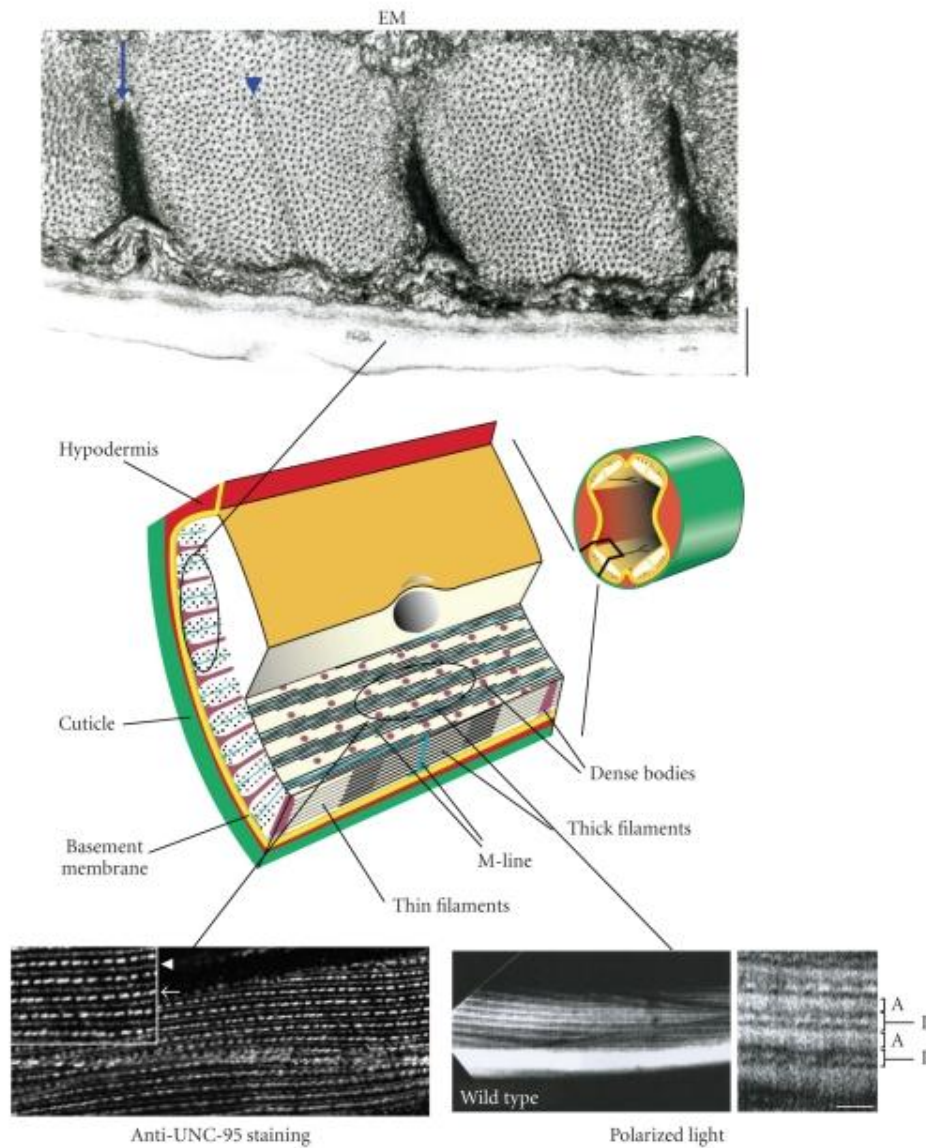 EM
Hypodermis
Cuticle
Dense bodies
Thick filaments
Basement
membrane
M-line
Thin filaments
A
I
A
I
Wild type
Anti-UNC-95 staining
Polarized light